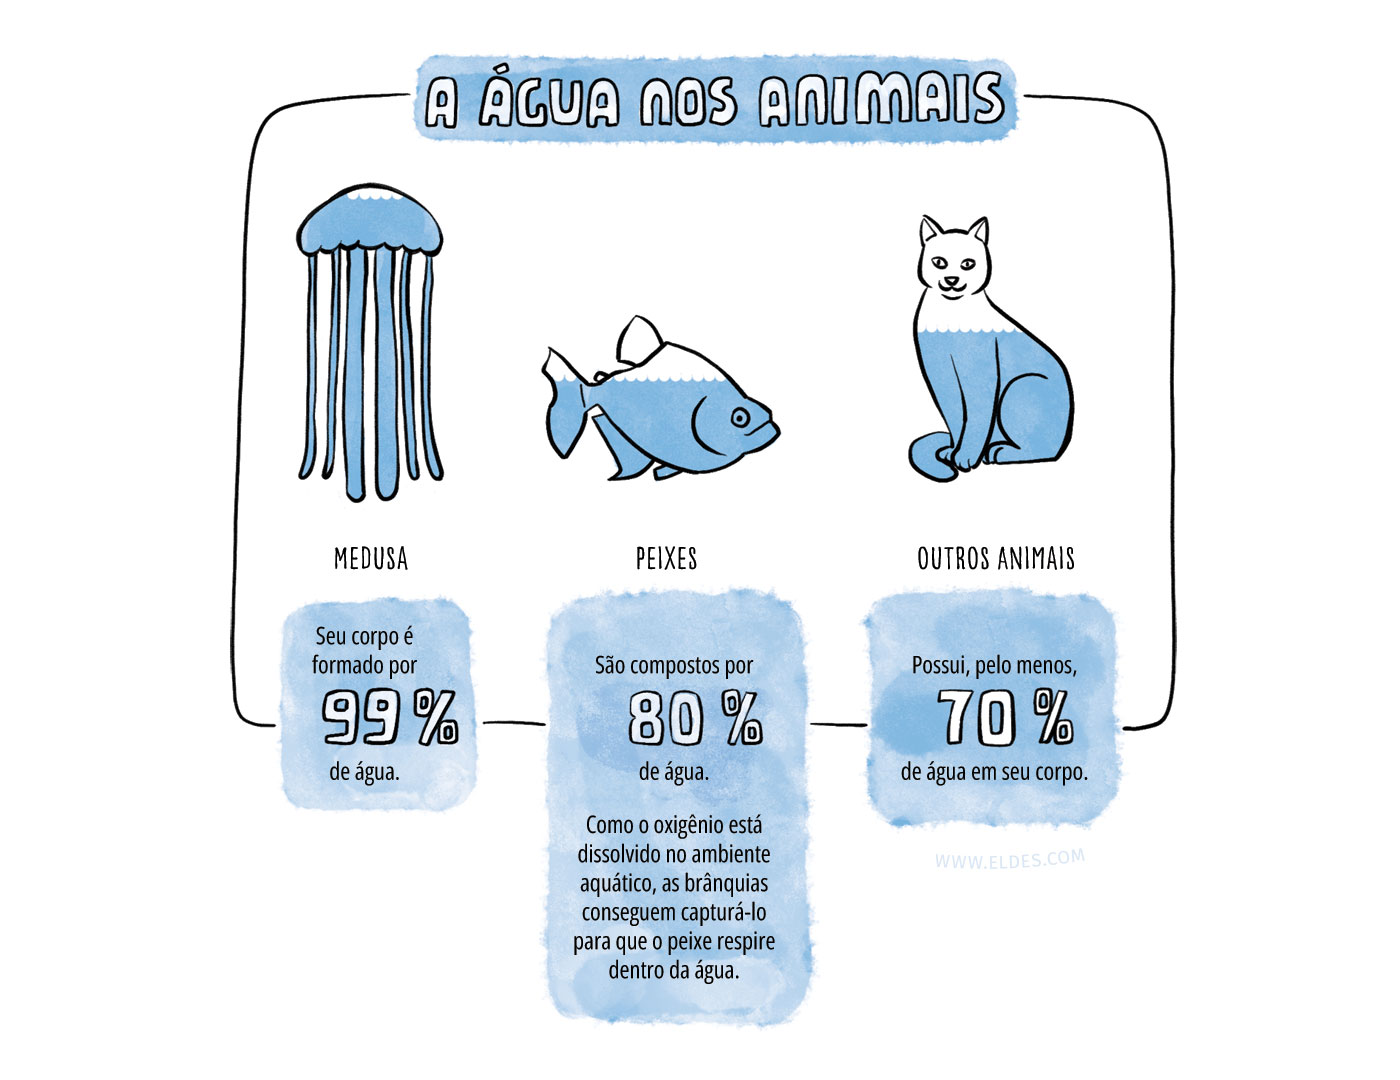 A ÁGUA NOS ANIMAIS
MEDUSA
Seu corpo é
formado por
99%
de água.
PEIXES
São compostos por
80%
de água.
Como o oxigênio está
dissolvido no ambiente
aquático, as brânquias
conseguem capturá-lo
para que o peixe respire
dentro da água.
OUTROS ANIMAIS
Possui, pelo menos,
70%
de água em seu corpo.
WWW.ELDES.COM